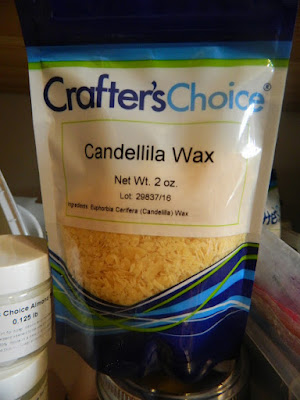 Crafter's Choice®
Candellila Wax
Net Wt. 2 oz.
Lot: 29837/16
Ingredients: Euphorbia Cerifera (Candelilla) Wax
Choice Almond
0.125 lb